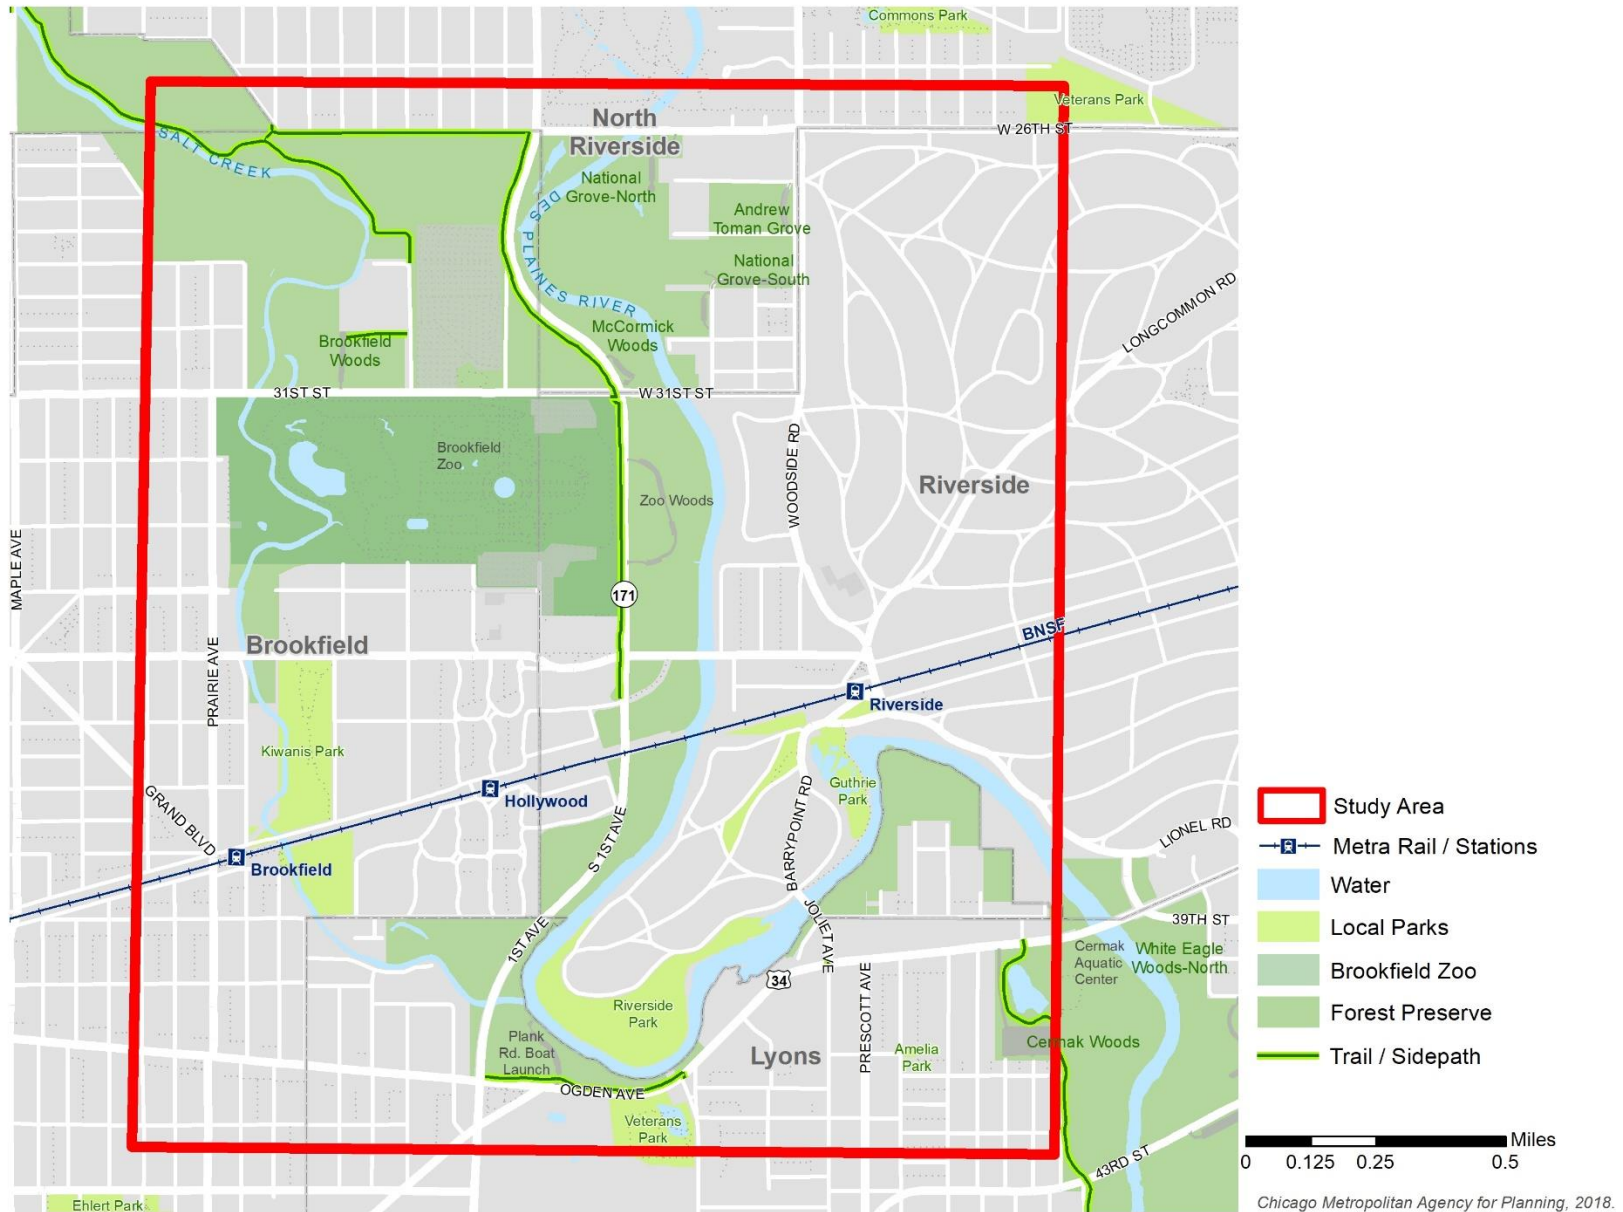 Commons Park
Veterans Park
W 26TH ST
North
Riverside
SALT CREEK
National
Grove-North
DES PLAINES RIVER
Andrew
Toman Grove
National
Grove-South
LONGCOMMON RD
McCormick
Woods
Brookfield
Woods
31ST ST
W 31ST ST
Brookfield
Zoo
WOODSIDE RD
Riverside
Zoo Woods
MAPLE AVE
171
BNSF
Brookfield
PRAIRIE AVE
Riverside
Kiwanis Park
Hollywood
Guthrie
Park
BARRYPOINT RD
GRAND BLVD
S 1ST AVE
LIONEL RD
Brookfield
39TH ST
JOLIET AVE
1ST AVE
Cermak
Aquatic
Center
White Eagle
Woods-North
34
PRESCOTT AVE
Riverside
Park
Plank
Rd. Boat
Launch
Lyons
Amelia
Park
Cermak Woods
OGDEN AVE
Veterans
Park
43RD ST
Ehlert Park
Study Area
Metra Rail / Stations
Water
Local Parks
Brookfield Zoo
Forest Preserve
Trail / Sidepath
Miles
0 0.125 0.25 0.5
Chicago Metropolitan Agency for Planning, 2018.